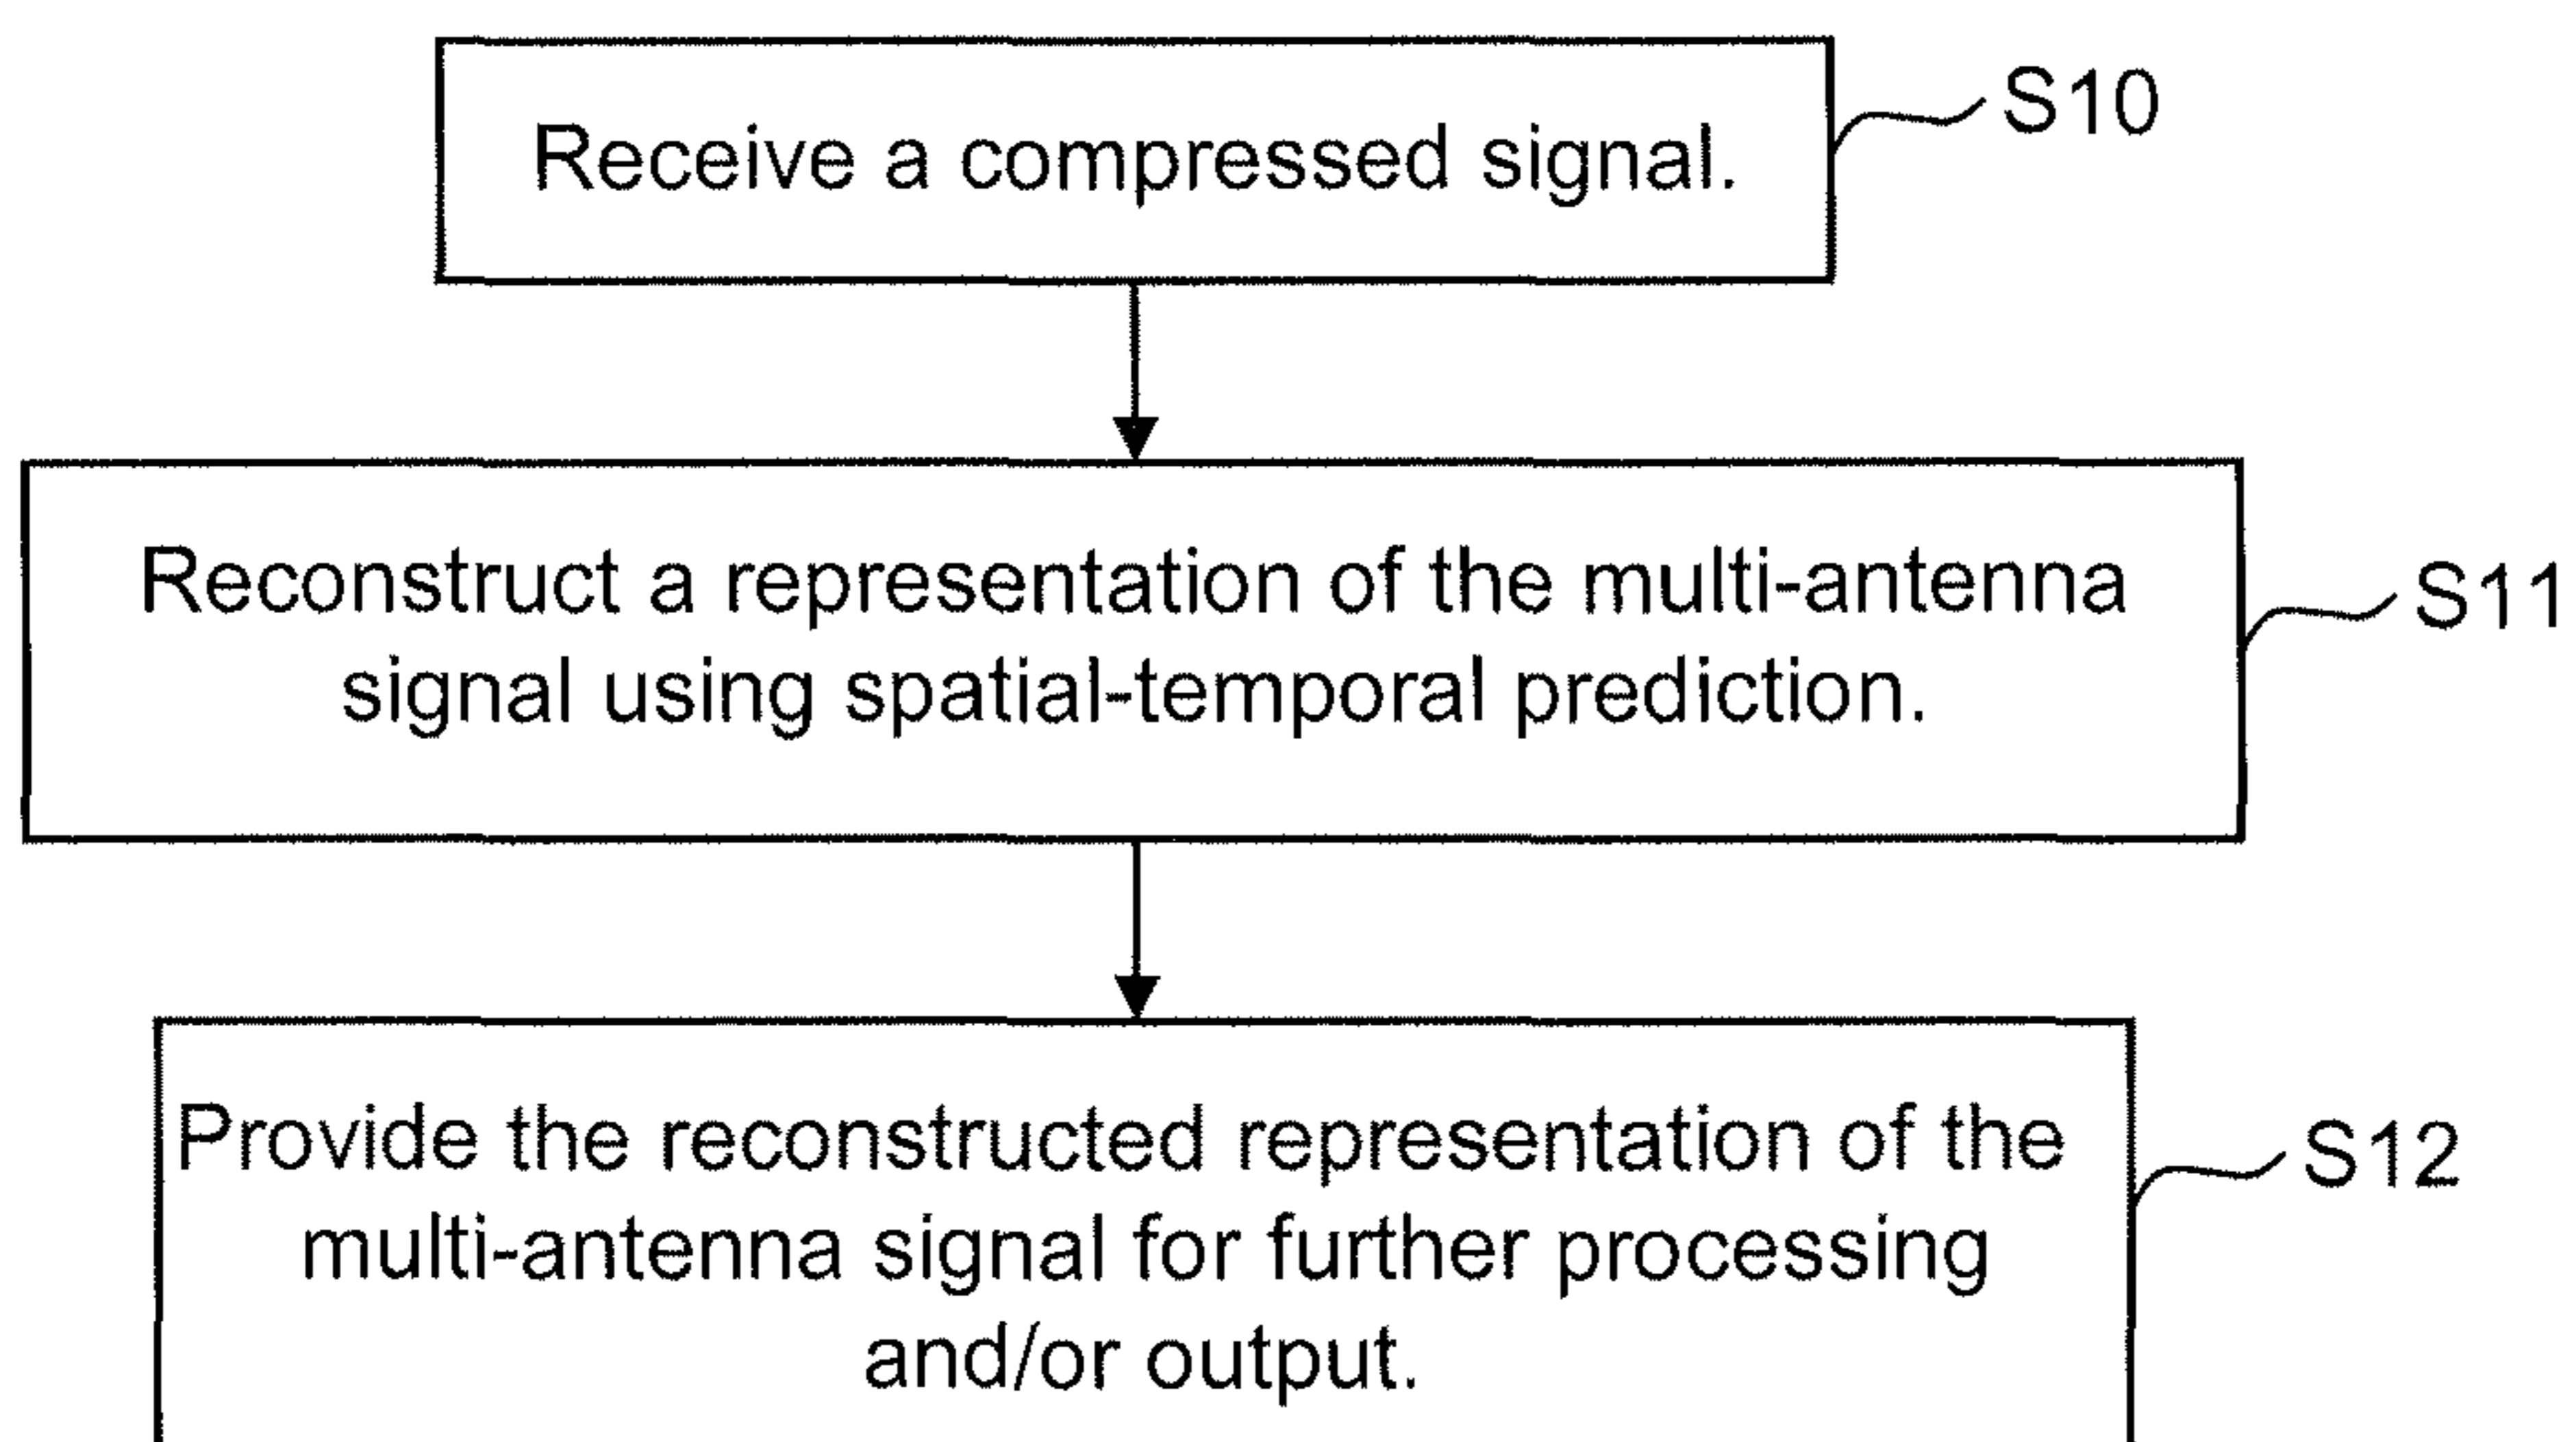 Receive a compressed signal.
S10
Reconstruct a representation of the multi-antenna
signal using spatial-temporal prediction.
S11
Provide the reconstructed representation of the
multi-antenna signal for further processing
and/or output.
S12